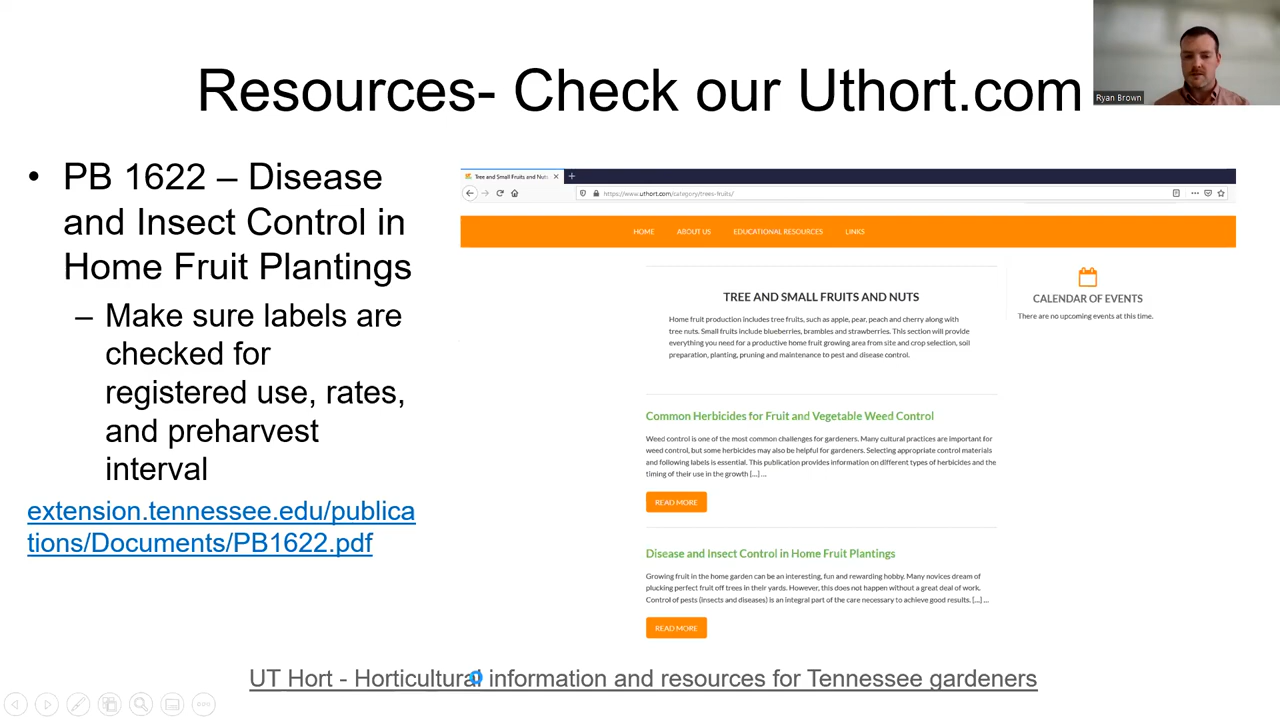 Resources- Check our Uthort.com
Ryan Brown
• PB 1622 – Disease
and Insect Control in
Home Fruit Plantings
– Make sure labels are
checked for
registered use, rates,
and preharvest
interval
extension.tennessee.edu/publica
tions/Documents/PB1622.pdf
Tree and Small Fruits and Nuts
https://www.uthort.com/category/trees-fruits/
HOME ABOUT US EDUCATIONAL RESOURCES LINKS
TREE AND SMALL FRUITS AND NUTS
Home fruit production includes tree fruits, such as apple, pear, peach and cherry along with
tree nuts. Small fruits include blueberries, brambles and strawberries. This section will provide
everything you need for a productive home fruit growing area from site and crop selection, soil
preparation, planting, pruning and maintenance to pest and disease control.
CALENDAR OF EVENTS
There are no upcoming events at this time.
Common Herbicides for Fruit and Vegetable Weed Control
Weed control is one of the most common challenges for gardeners. Many cultural practices are important for
weed control, but some herbicides may also be helpful for gardeners. Selecting appropriate control materials
and following labels is essential. This publication provides information on different types of herbicides and the
timing of their use in the growth [...] ...
READ MORE
Disease and Insect Control in Home Fruit Plantings
Growing fruit in the home garden can be an interesting, fun and rewarding hobby. Many novices dream of
plucking perfect fruit off trees in their yards. However, this does not happen without a great deal of work.
Control of pests (insects and diseases) is an integral part of the care necessary to achieve good results. [...] ...
READ MORE
UT Hort - Horticultural information and resources for Tennessee gardeners